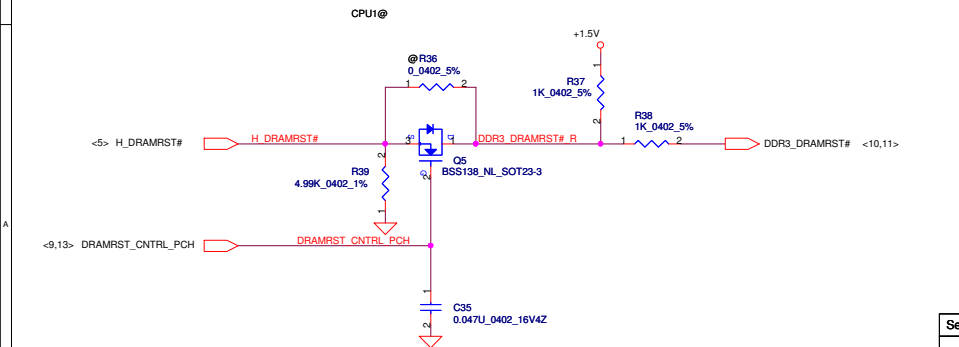 CPU1@
+1.5V
@ R36
0_0402_5%
1
2
R37
1K_0402_5%
1
2
R38
1K_0402_5%
1
2
<5> H_DRAMRST#
H_DRAMRST#
3
S
D
1
DDR3_DRAMRST#_R
DDR3_DRAMRST# <10,11>
Q5
BSS138_NL_SOT23-3
G
2
R39
4.99K_0402_1%
2
1
A
<9,13> DRAMRST_CNTRL_PCH
DRAMRST_CNTRL_PCH
1
2
C35
0.047U_0402_16V4Z
Se